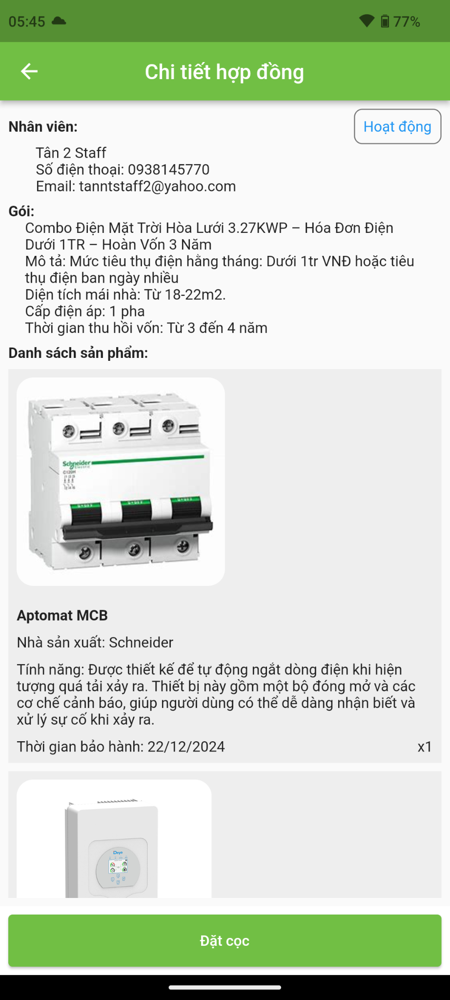 05:45
77%
Chi tiết hợp đồng
Nhân viên:
Hoạt động
Tân 2 Staff
Số điện thoại: 0938145770
Email: tanntstaff2@yahoo.com
Gói:
Combo Điện Mặt Trời Hòa Lưới 3.27KWP – Hóa Đơn Điện
Dưới 1TR – Hoàn Vốn 3 Năm
Mô tả: Mức tiêu thụ điện hằng tháng: Dưới 1tr VNĐ hoặc tiêu
thụ điện ban ngày nhiều
Diện tích mái nhà: Từ 18-22m2.
Cấp điện áp: 1 pha
Thời gian thu hồi vốn: Từ 3 đến 4 năm
Danh sách sản phẩm:
Schneider
Electric
C120H
Aptomat MCB
Nhà sản xuất: Schneider
Tính năng: Được thiết kế để tự động ngắt dòng điện khi hiện
tượng quá tải xảy ra. Thiết bị này gồm một bộ đóng mở và các
cơ chế cảnh báo, giúp người dùng có thể dễ dàng nhận biết và
xử lý sự cố khi xảy ra.
Thời gian bảo hành: 22/12/2024
x1
Deye
Đặt cọc